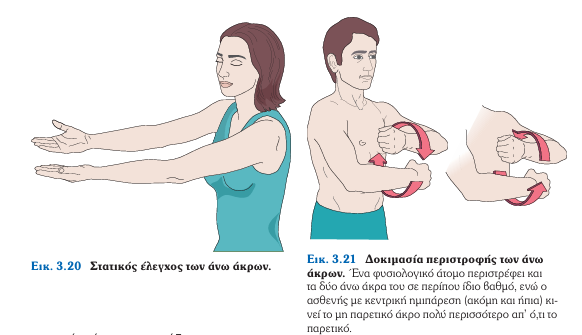 Εικ. 3.20 Στατικός έλεγχος των άνω άκρων.
Εικ. 3.21 Δοκιμασία περιστροφής των άνω
άκρων. Ένα φυσιολογικό άτομο περιστρέφει και
τα δύο άνω άκρα του σε περίπου ίδιο βαθμό, ενώ ο
ασθενής με κεντρική ημιπάρεση (ακόμη και ήπια) κι-
νεί το μη παρετικό άκρο πολύ περισσότερο απ’ ό,τι το
παρετικό.